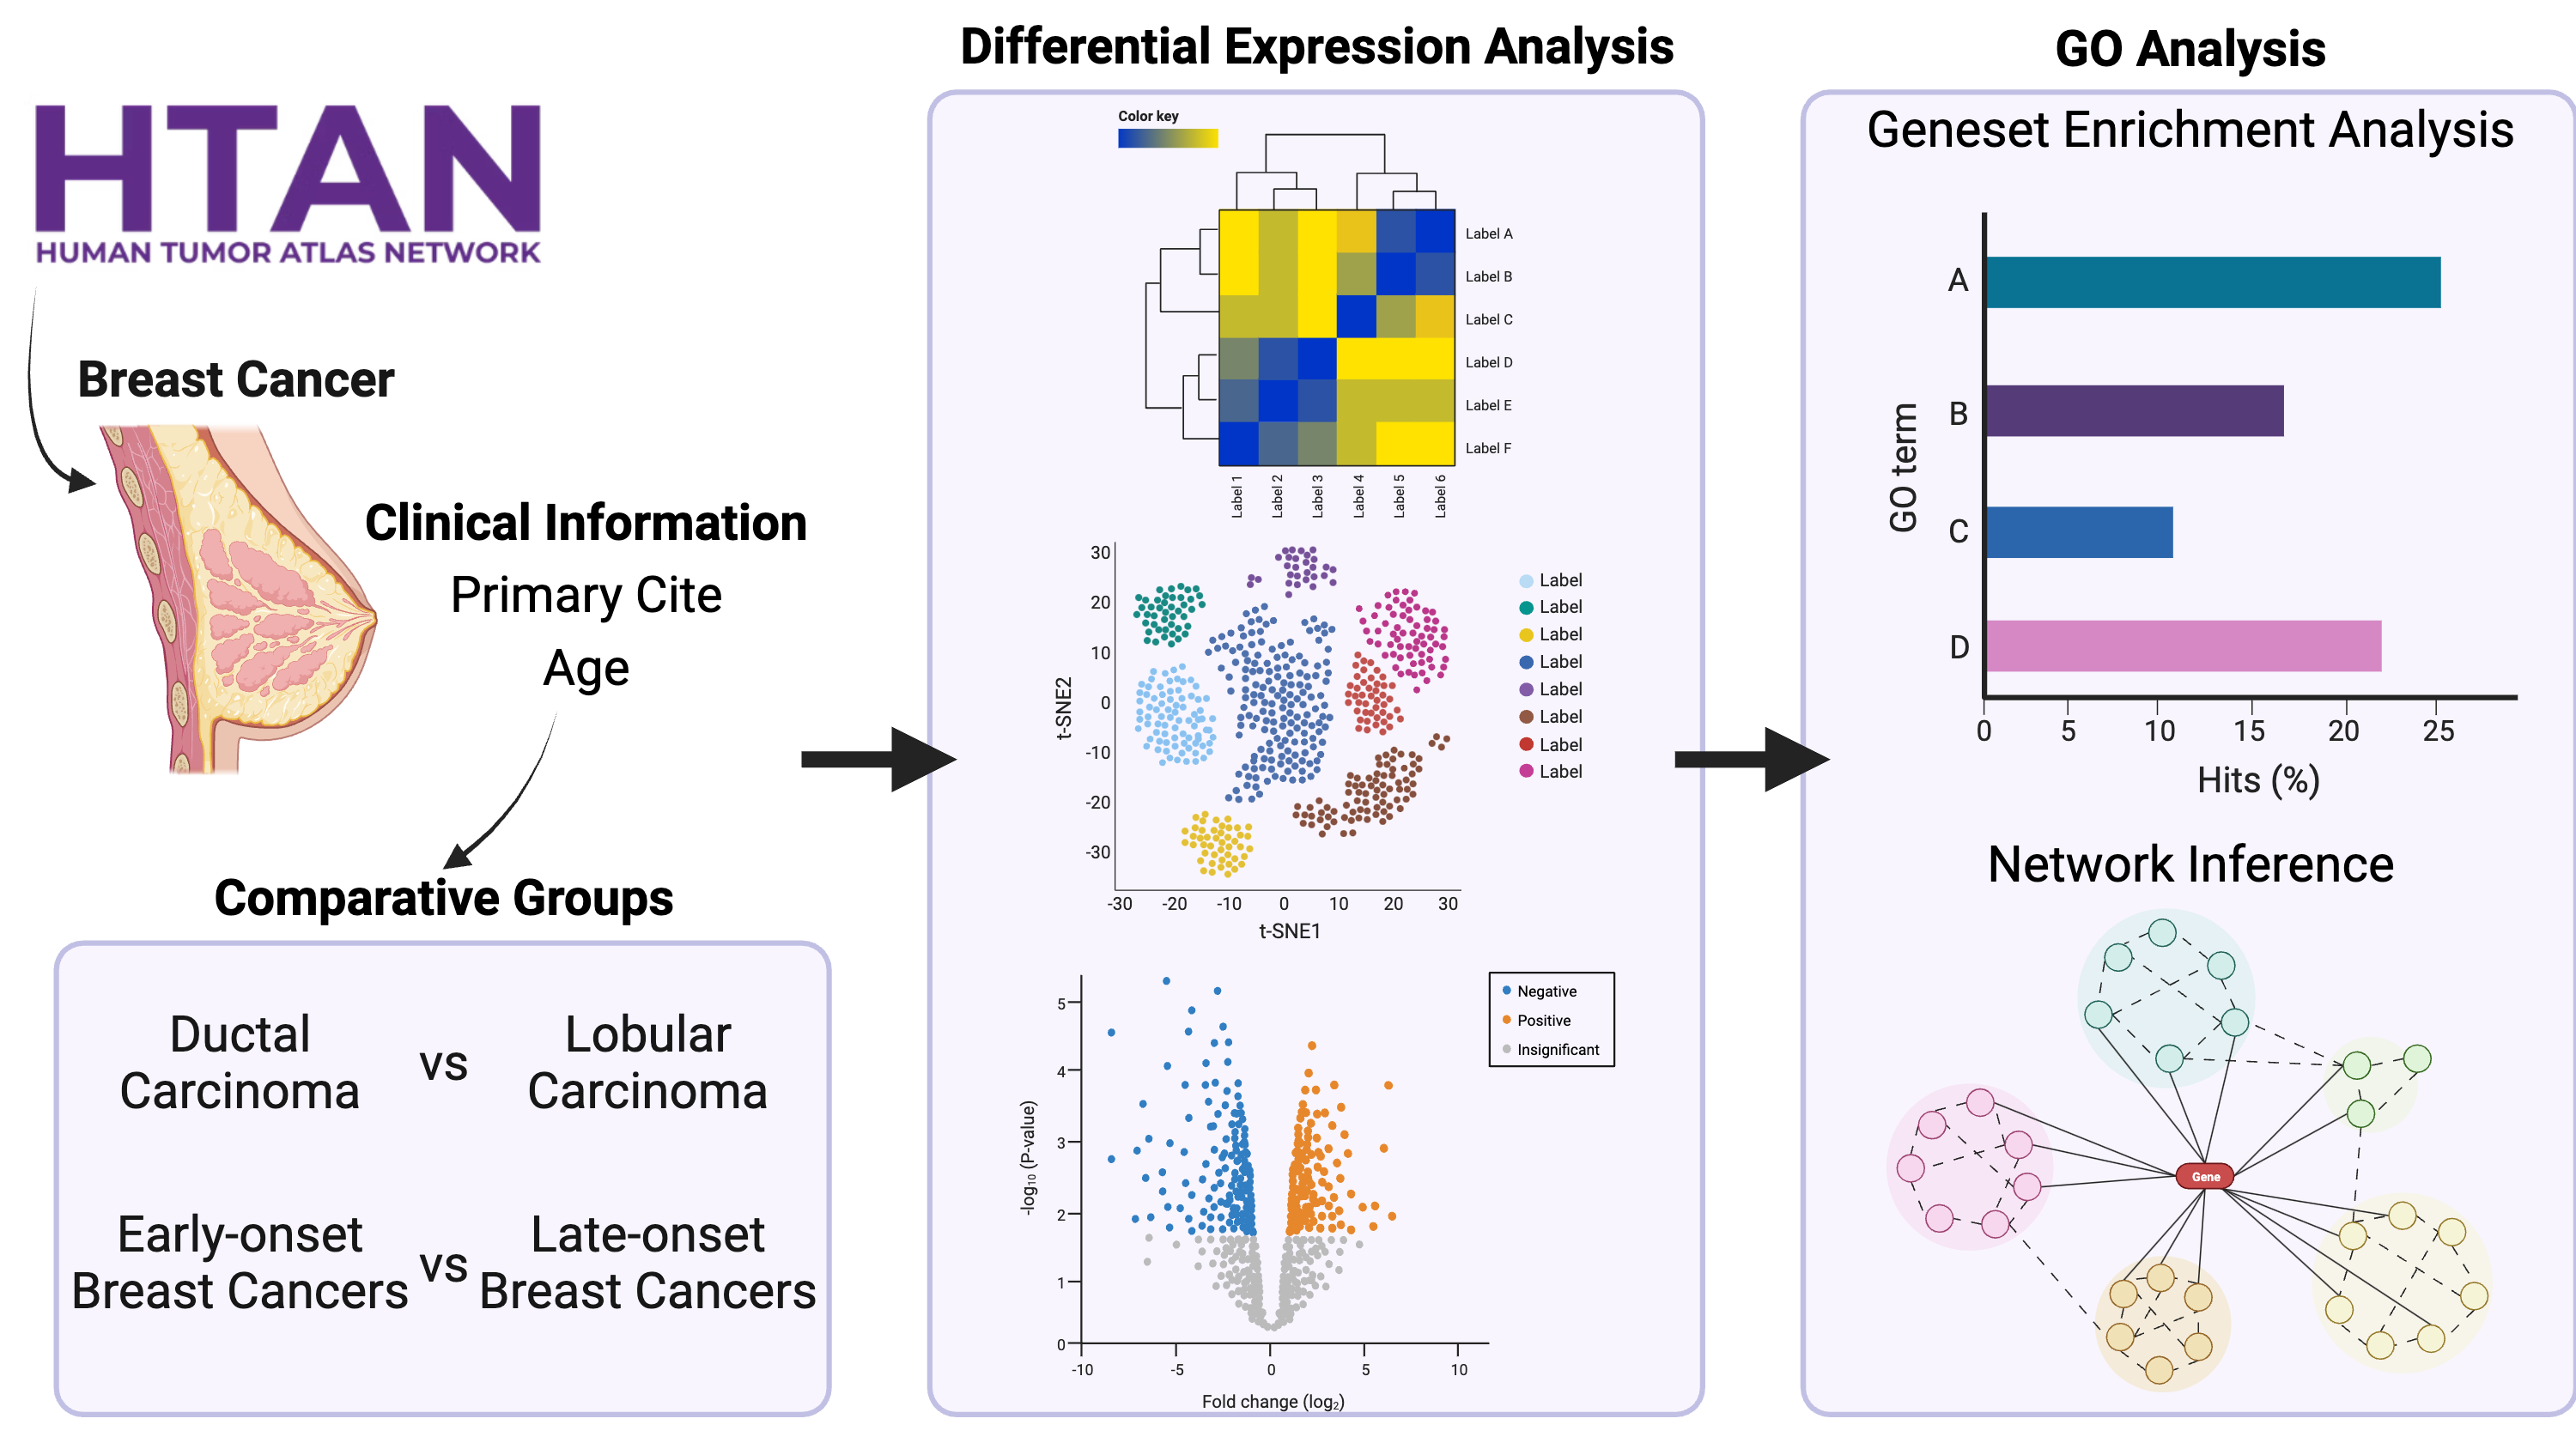 HTAN
HUMAN TUMOR ATLAS NETWORK
Breast Cancer
Clinical Information
Primary Cite
Age
Comparative Groups
Ductal
Carcinoma
vs
Lobular
Carcinoma
Early-onset
Breast Cancers
vs
Late-onset
Breast Cancers
Differential Expression Analysis
Color key
Label A
Label B
Label C
Label D
Label E
Label F
Label 1
Label 2
Label 3
Label 4
Label 5
Label 6
t-SNE2
30
20
10
0
-10
-20
-30
-30 -20 -10 0 10 20 30
t-SNE1
Label
Label
Label
Label
Label
Label
Label
Label
-log₁₀ (P-value)
5
4
3
2
1
0
-10 -5 0 5 10
Fold change (log₂)
Negative
Positive
Insignificant
GO Analysis
Geneset Enrichment Analysis
GO term
A
B
C
D
0 5 10 15 20 25
Hits (%)
Network Inference
Gene